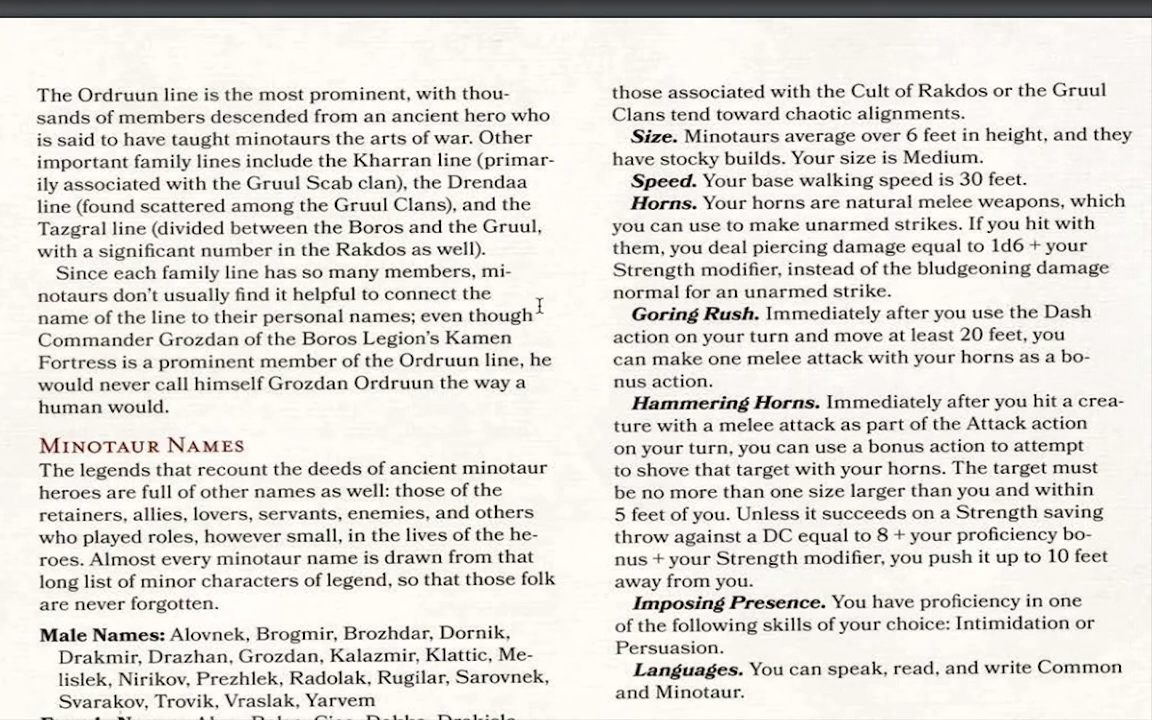 The Ordruun line is the most prominent, with thou-
sands of members descended from an ancient hero who
is said to have taught minotaurs the arts of war. Other
important family lines include the Kharran line (primar-
ily associated with the Gruul Scab clan), the Drendaa
line (found scattered among the Gruul Clans), and the
Tazgral line (divided between the Boros and the Gruul,
with a significant number in the Rakdos as well).
Since each family line has so many members, mi-
notaurs don't usually find it helpful to connect the
name of the line to their personal names; even though
Commander Grozdan of the Boros Legion's Kamen
Fortress is a prominent member of the Ordruun line, he
would never call himself Grozdan Ordruun the way a
human would.
MINOTAUR NAMES
The legends that recount the deeds of ancient minotaur
heroes are full of other names as well: those of the
retainers, allies, lovers, servants, enemies, and others
who played roles, however small, in the lives of the he-
roes. Almost every minotaur name is drawn from that
long list of minor characters of legend, so that those folk
are never forgotten.
Male Names: Alovnek, Brogmir, Brozhdar, Dornik,
Drakmir, Drazhan, Grozdan, Kalazmir, Klattic, Me-
lislek, Nirikov, Prezhlek, Radolak, Rugilar, Sarovnek,
Svarakov, Trovik, Vraslak, Yarvem
those associated with the Cult of Rakdos or the Gruul
Clans tend toward chaotic alignments.
Size. Minotaurs average over 6 feet in height, and they
have stocky builds. Your size is Medium.
Speed. Your base walking speed is 30 feet.
Horns. Your horns are natural melee weapons, which
you can use to make unarmed strikes. If you hit with
them, you deal piercing damage equal to 1d6 + your
Strength modifier, instead of the bludgeoning damage
normal for an unarmed strike.
Goring Rush. Immediately after you use the Dash
action on your turn and move at least 20 feet, you
can make one melee attack with your horns as a bo-
nus action.
Hammering Horns. Immediately after you hit a crea-
ture with a melee attack as part of the Attack action
on your turn, you can use a bonus action to attempt
to shove that target with your horns. The target must
be no more than one size larger than you and within
5 feet of you. Unless it succeeds on a Strength saving
throw against a DC equal to 8 + your proficiency bo-
nus + your Strength modifier, you push it up to 10 feet
away from you.
Imposing Presence. You have proficiency in one
of the following skills of your choice: Intimidation or
Persuasion.
Languages. You can speak, read, and write Common
and Minotaur.